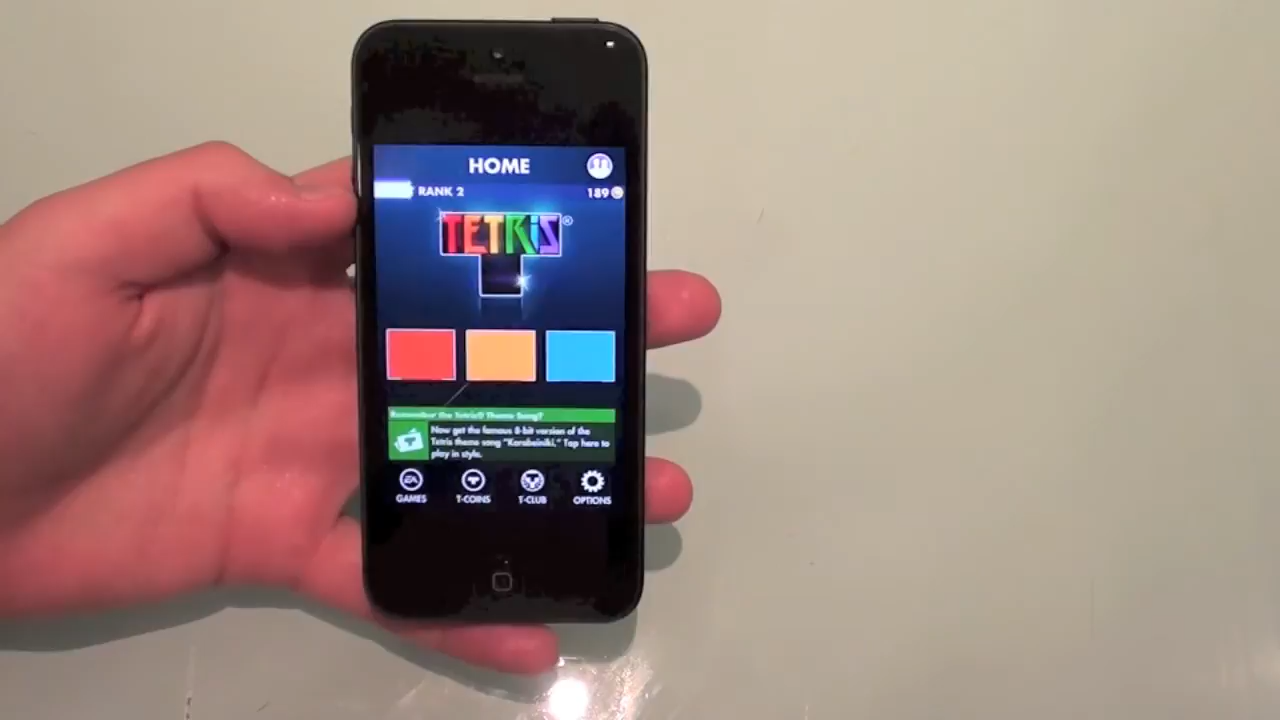 HOME
RANK 2
189
TETRIS®
Remember the Tetris® Theme Song?
Now get the famous 8-bit version of the
Tetris theme song "Korobeiniki." Tap here to
play in style.
EA
GAMES
T-COINS
T-CLUB
OPTIONS